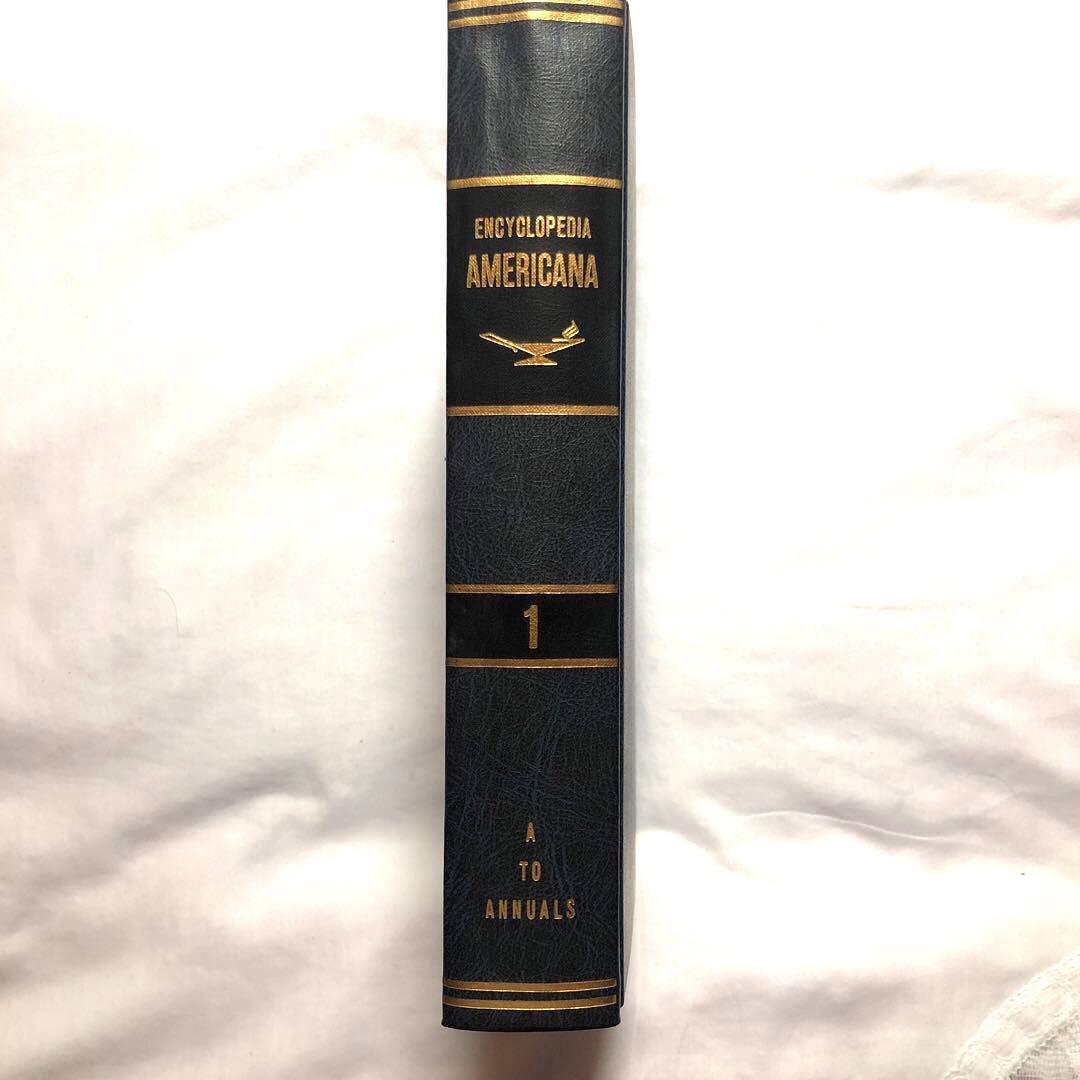 ENCYCLOPEDIA
AMERICANA
1
A
TO
ANNUALS